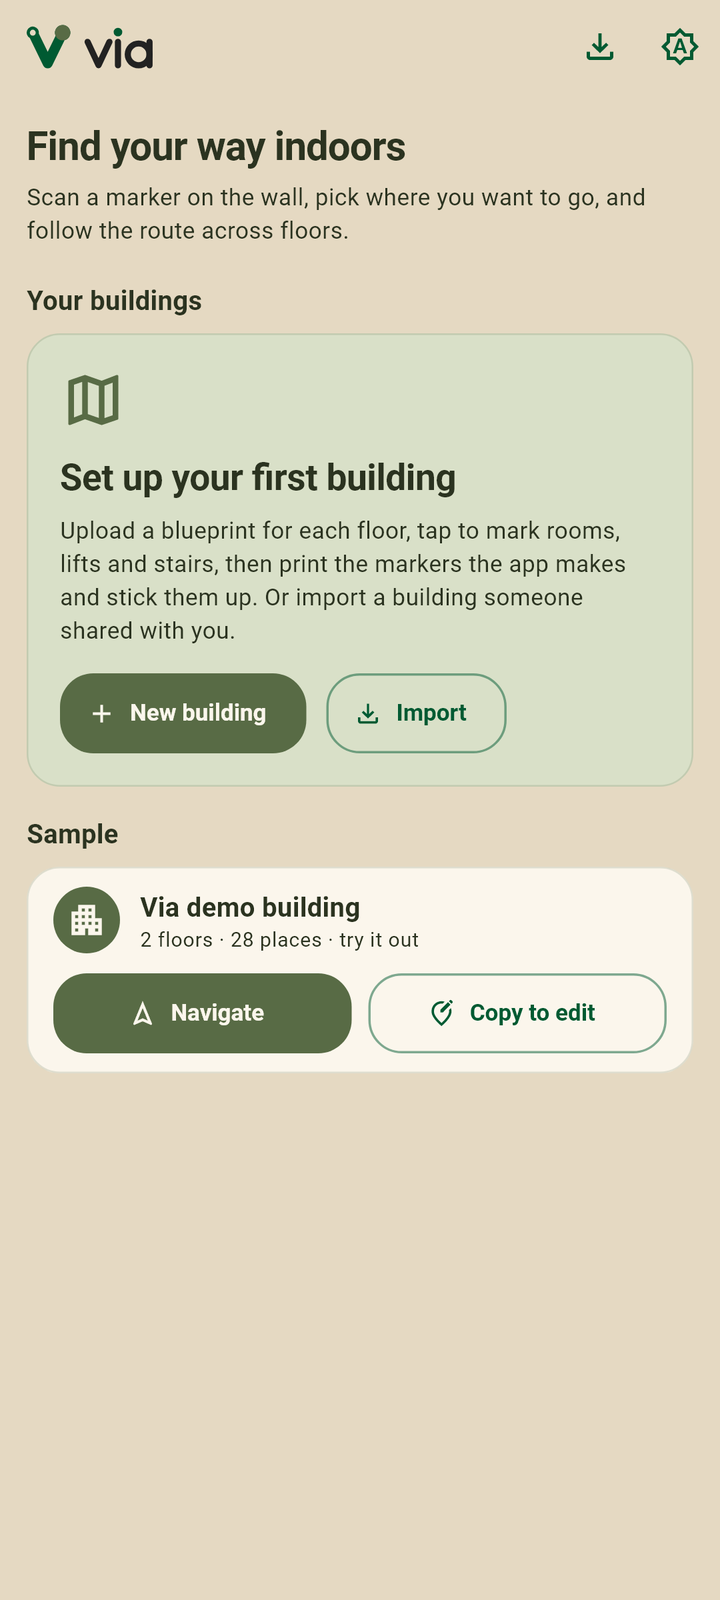 via
A
Find your way indoors
Scan a marker on the wall, pick where you want to go, and
follow the route across floors.
Your buildings
Set up your first building
Upload a blueprint for each floor, tap to mark rooms,
lifts and stairs, then print the markers the app makes
and stick them up. Or import a building someone
shared with you.
New building
Import
Sample
Via demo building
2 floors · 28 places · try it out
Navigate
Copy to edit